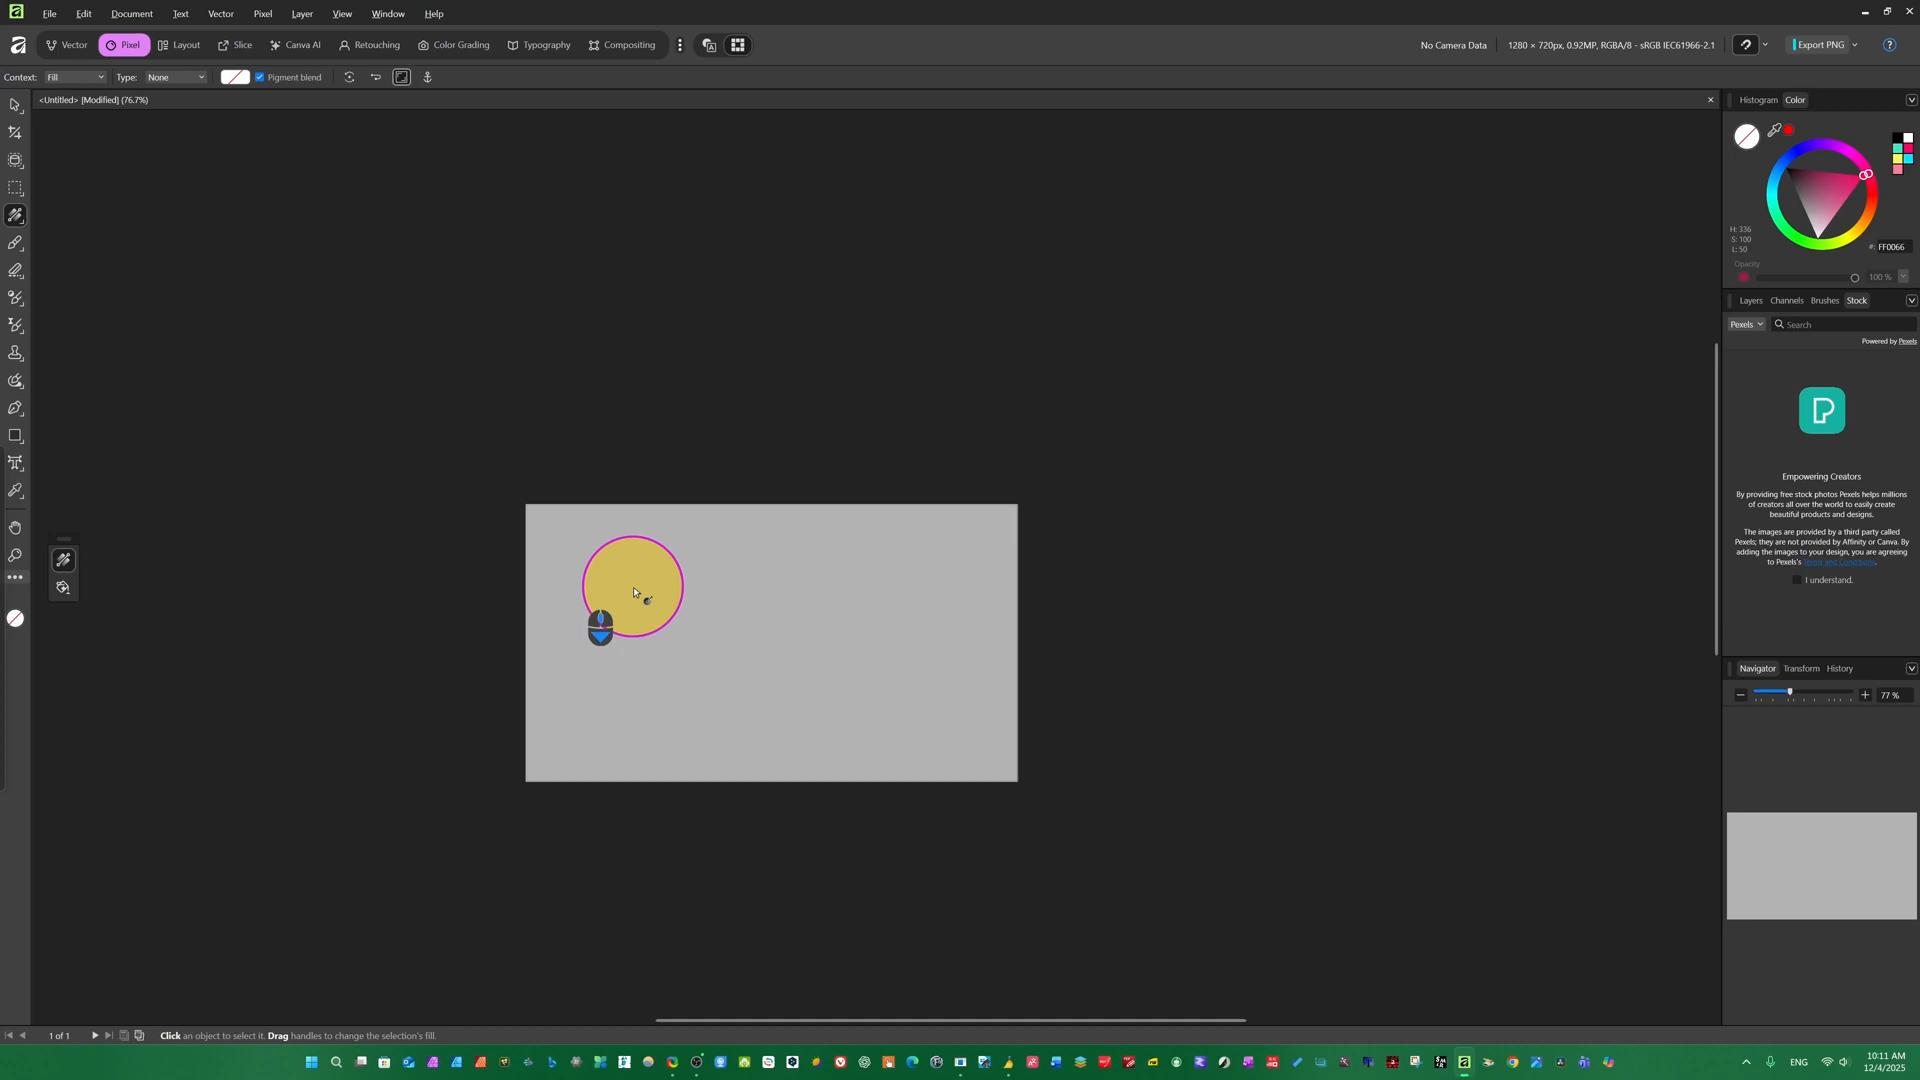 File Edit Document Text Vector Pixel Layer View Window Help
Vector Pixel Layout Slice Canva AI Retouching Color Grading Typography Compositing
No Camera Data 1280 × 720px, 0.92MP, RGBA/8 - sRGB IEC61966-2.1 Export PNG
Context: Fill Type: None Pigment blend
<Untitled> [Modified] (76.7%)
Histogram Color
H: 336
S: 100
L: 50
#: FF0066
Opacity
100 %
Layers Channels Brushes Stock
Pexels Search
Powered by Pexels
Empowering Creators
By providing free stock photos Pexels helps millions
of creators all over the world to easily create
beautiful products and designs.
The images are provided by a third party called
Pexels; they are not provided by Affinity or Canva. By
adding the images to your design, you are agreeing
to Pexels's Terms and Conditions.
I understand.
Navigator Transform History
77 %
1 of 1 Click an object to select it. Drag handles to change the selection's fill.
ENG
10:11 AM
12/4/2025